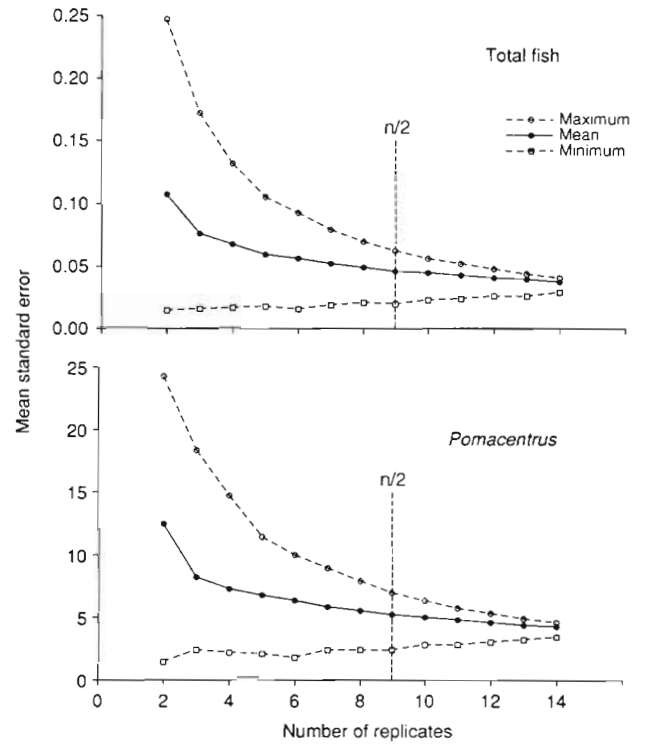 0.25
0.20
0.15
0.10
0.05
0.00
Total fish
Maximum
Mean
Minimum
n/2
Mean standard error
25
20
15
10
5
0
Pomacentrus
n/2
0 2 4 6 8 10 12 14
Number of replicates